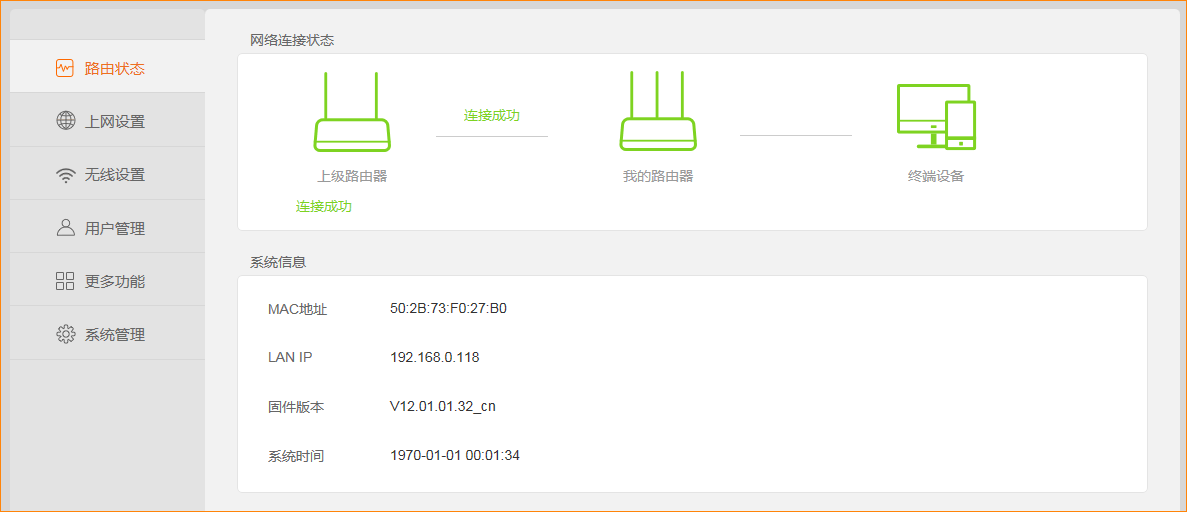 路由状态
上网设置
无线设置
用户管理
更多功能
系统管理
网络连接状态
连接成功
上级路由器
我的路由器
终端设备
连接成功
系统信息
MAC地址 50:2B:73:F0:27:B0
LAN IP 192.168.0.118
固件版本 V12.01.01.32_cn
系统时间 1970-01-01 00:01:34